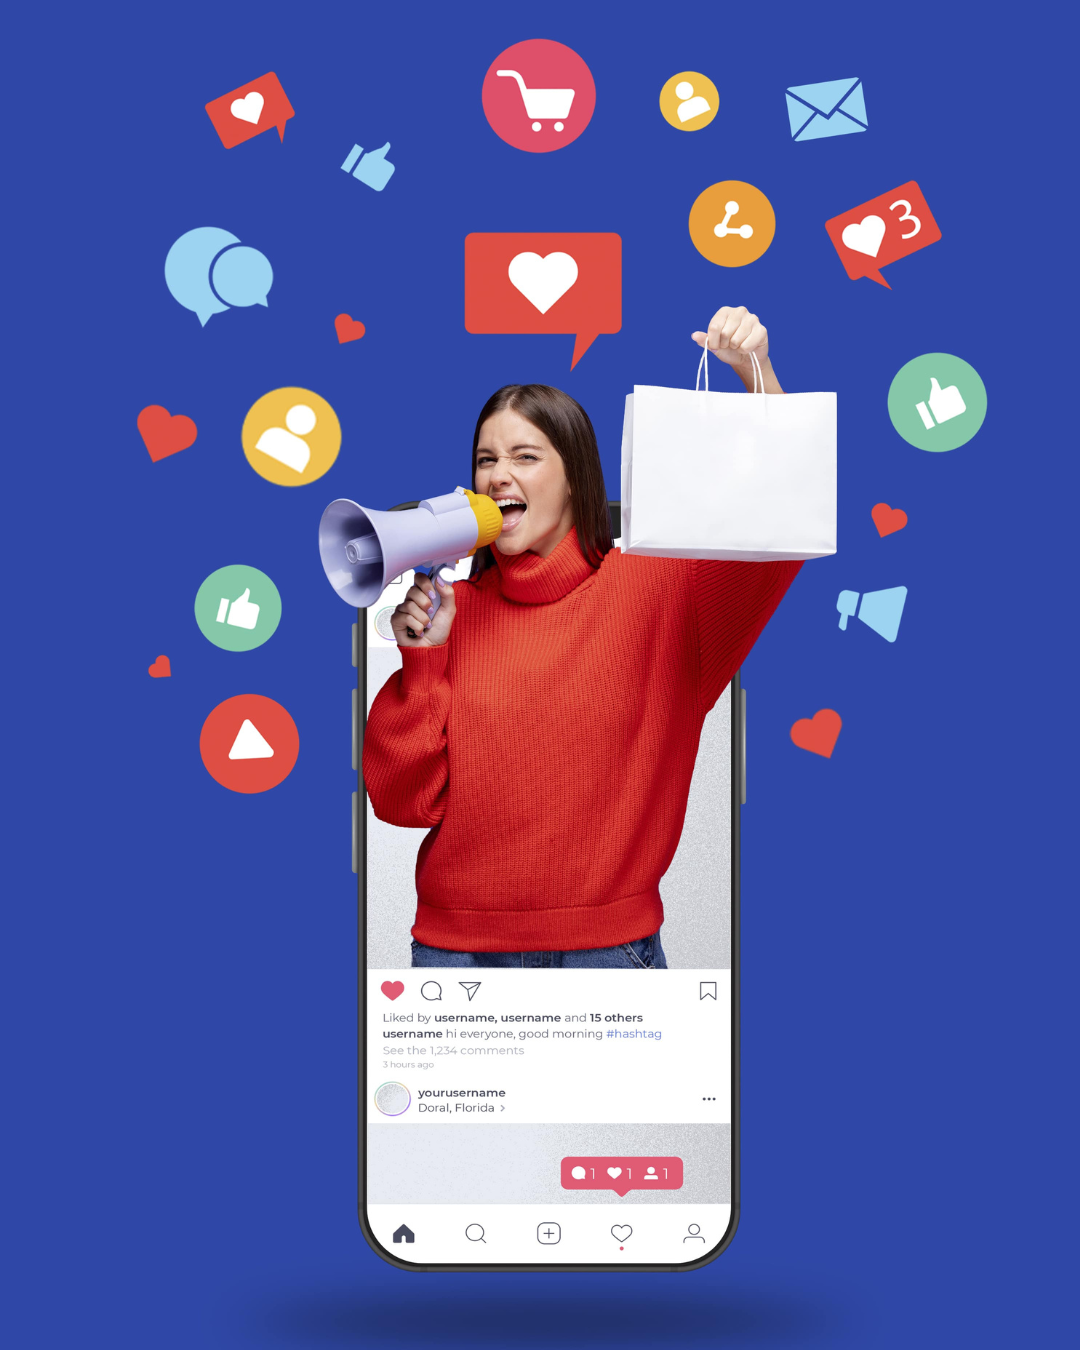 3
Liked by username, username and 15 others
username hi everyone, good morning #hashtag
See the 1,234 comments
3 hours ago
yourusername
Doral, Florida >
1 1 1